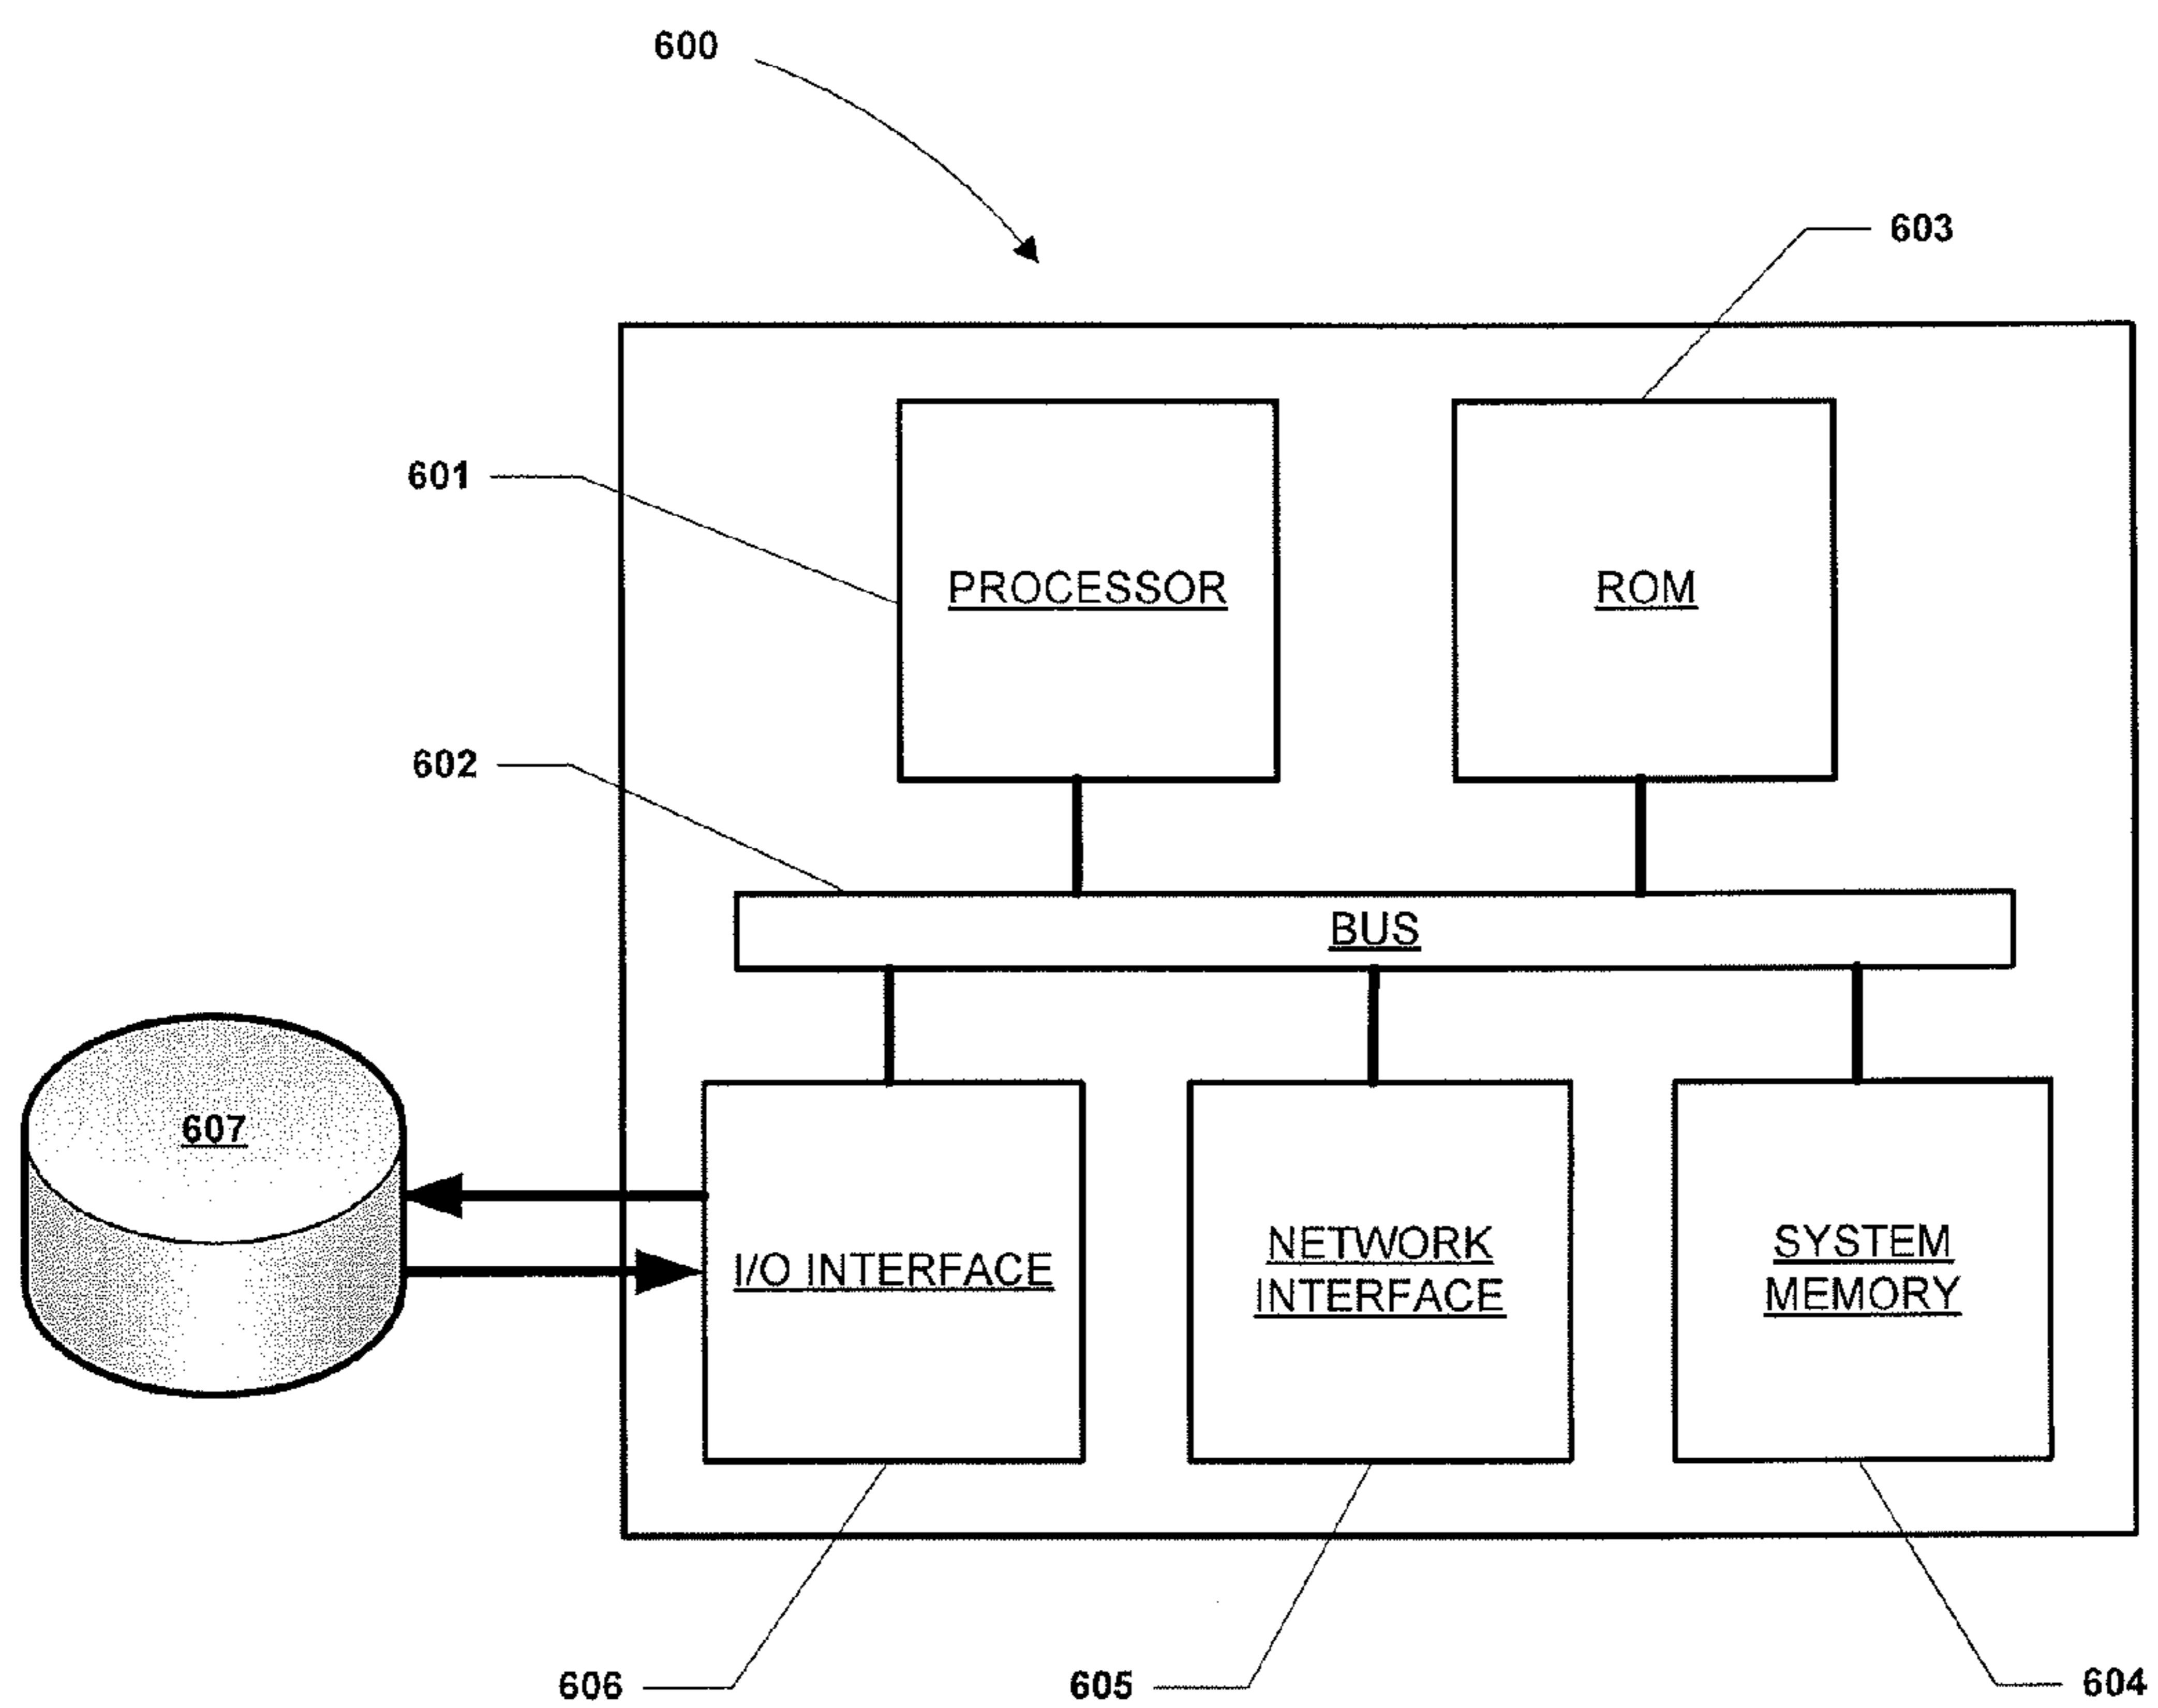 600
603
601
PROCESSOR
ROM
602
BUS
607
I/O INTERFACE
NETWORK
INTERFACE
SYSTEM
MEMORY
606
605
604